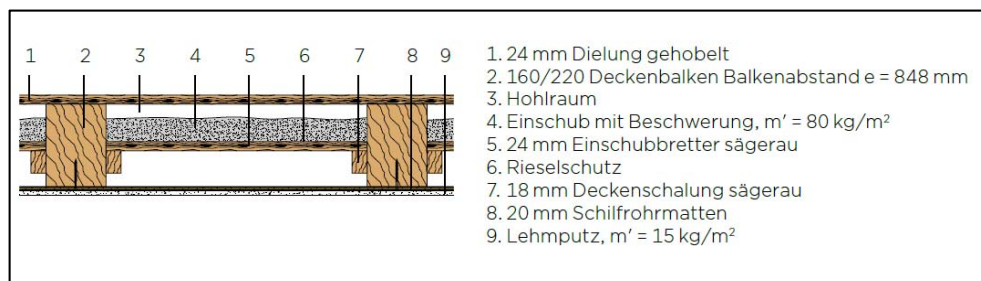 1 2 3 4 5 6 7 8 9
1. 24 mm Dielung gehobelt
2. 160/220 Deckenbalken Balkenabstand e = 848 mm
3. Hohlraum
4. Einschub mit Beschwerung, m′ = 80 kg/m²
5. 24 mm Einschubbretter sägerau
6. Rieselschutz
7. 18 mm Deckenschalung sägerau
8. 20 mm Schilfrohrmatten
9. Lehmputz, m′ = 15 kg/m²